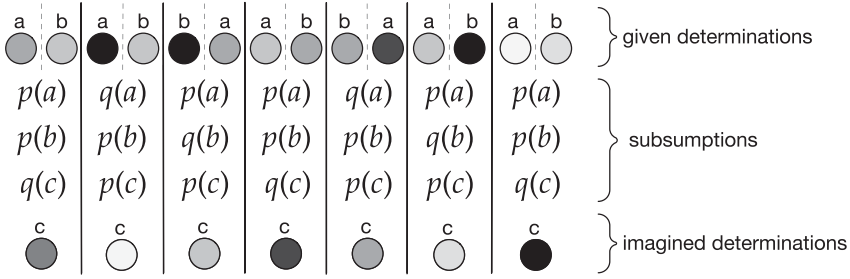 a b a b b a a b b a a b a b given determinations
p(a) q(a) p(a) p(a) q(a) p(a) p(a)
p(b) p(b) q(b) p(b) p(b) q(b) p(b) subsumptions
q(c) p(c) p(c) q(c) p(c) p(c) q(c)
c c c c c c c
imagined determinations